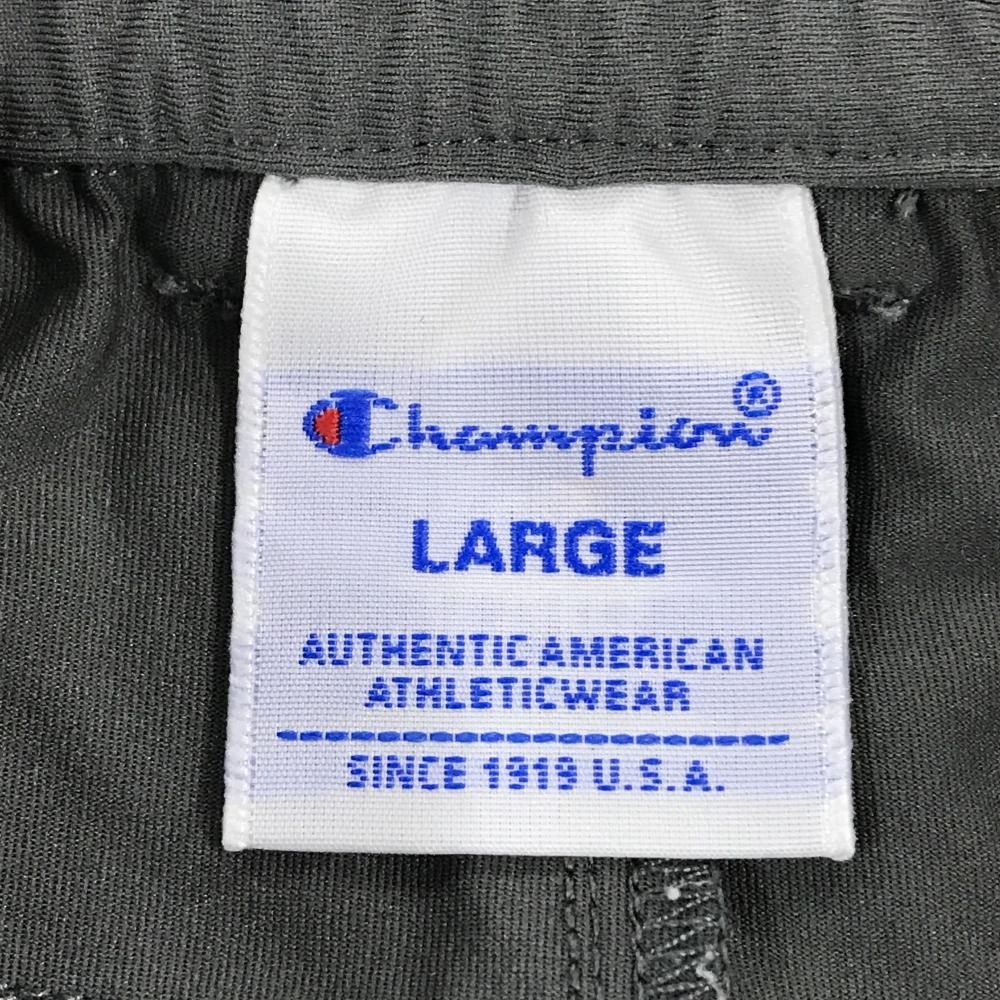 Champion®
LARGE
AUTHENTIC AMERICAN
ATHLETICWEAR
SINCE 1919 U.S.A.